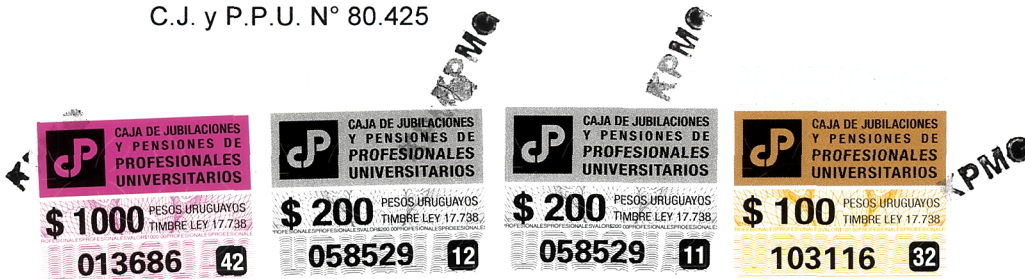 C.J. y P.P.U. N° 80.425
KPMG
KPMG
KPMG
CAJA DE JUBILACIONES
Y PENSIONES DE
PROFESIONALES
UNIVERSITARIOS
$ 1000 PESOS URUGUAYOS
TIMBRE LEY 17.738
013686 42
CAJA DE JUBILACIONES
Y PENSIONES DE
PROFESIONALES
UNIVERSITARIOS
$ 200 PESOS URUGUAYOS
TIMBRE LEY 17.738
058529 12
CAJA DE JUBILACIONES
Y PENSIONES DE
PROFESIONALES
UNIVERSITARIOS
$ 200 PESOS URUGUAYOS
TIMBRE LEY 17.738
058529 11
CAJA DE JUBILACIONES
Y PENSIONES DE
PROFESIONALES
UNIVERSITARIOS
$ 100 PESOS URUGUAYOS
TIMBRE LEY 17.738
103116 32